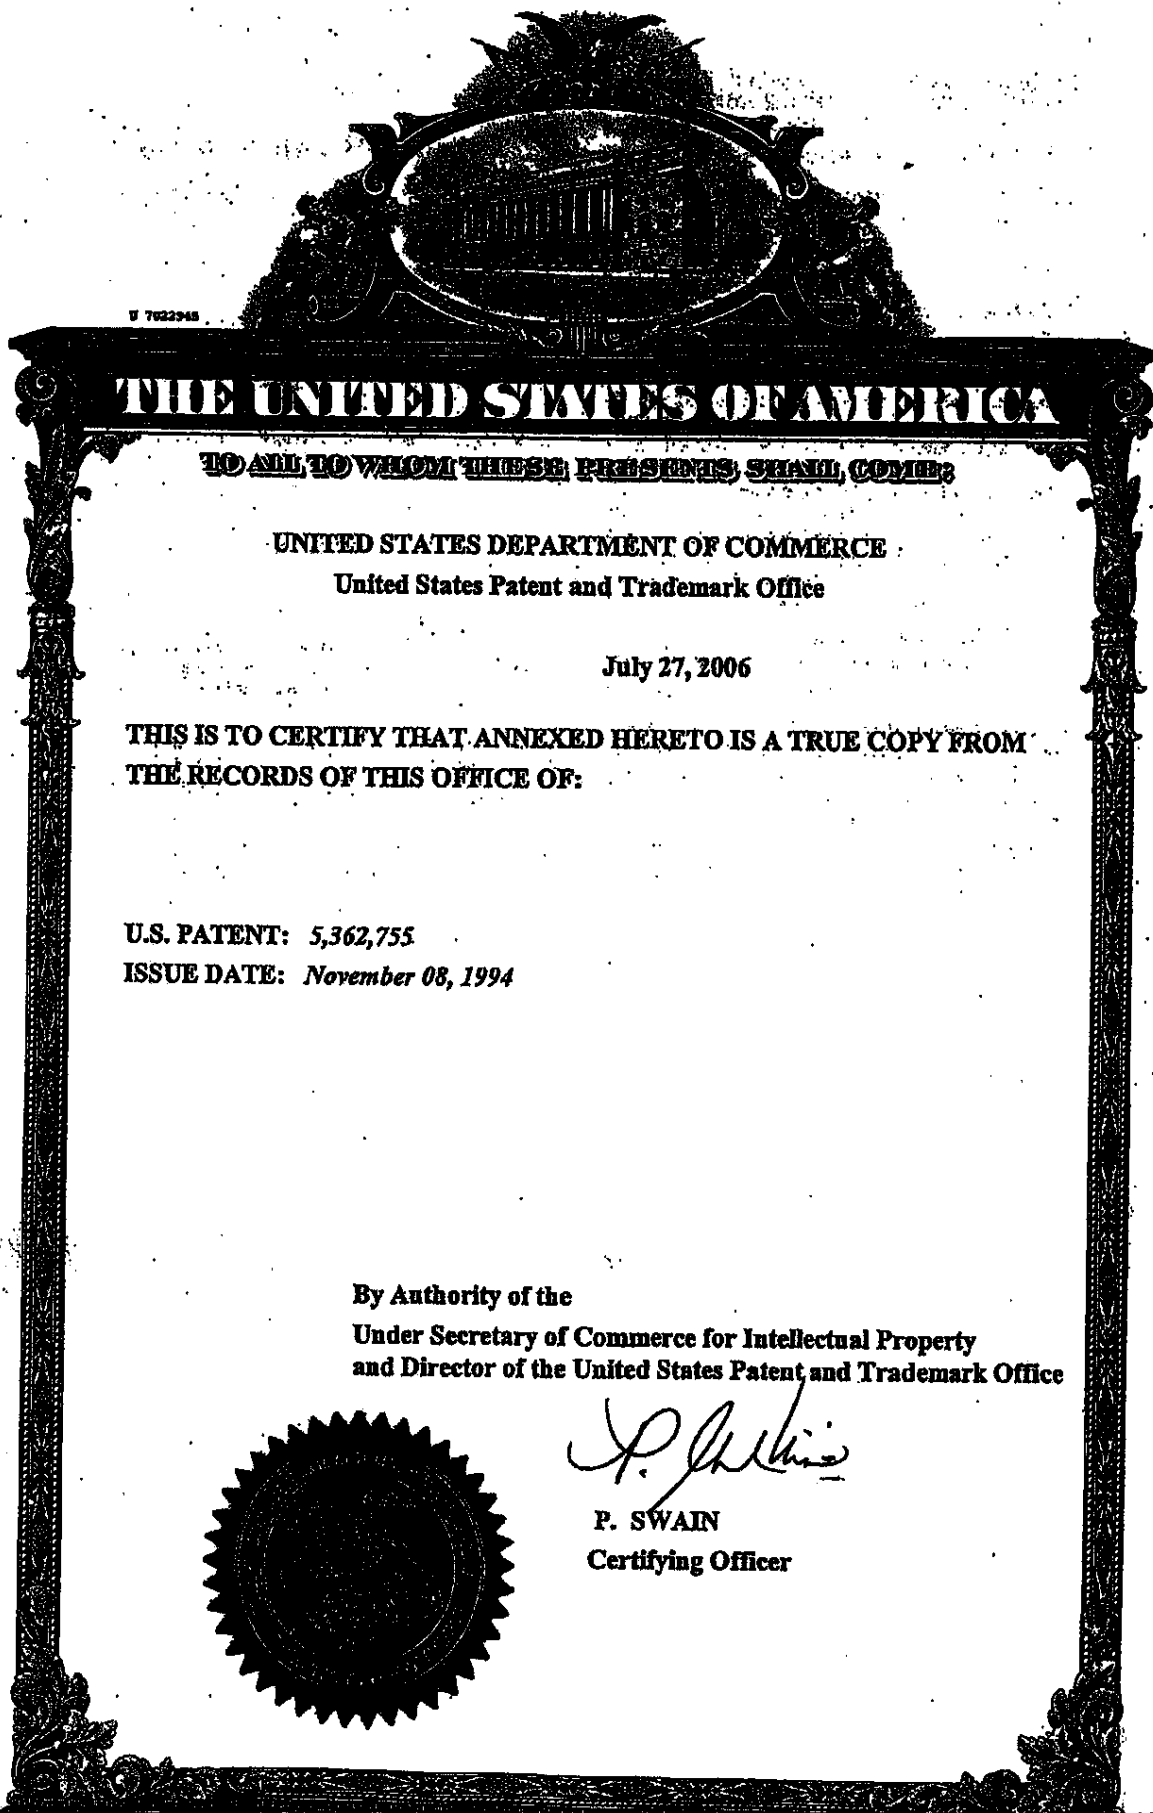 U 7022945
THE UNITED STATES OF AMERICA
TO ALL TO WHOM THESE PRESENTS SHALL COME:
UNITED STATES DEPARTMENT OF COMMERCE
United States Patent and Trademark Office
July 27, 2006
THIS IS TO CERTIFY THAT ANNEXED HERETO IS A TRUE COPY FROM
THE RECORDS OF THIS OFFICE OF:
U.S. PATENT: 5,362,755
ISSUE DATE: November 08, 1994
By Authority of the
Under Secretary of Commerce for Intellectual Property
and Director of the United States Patent and Trademark Office
P. SWAIN
Certifying Officer